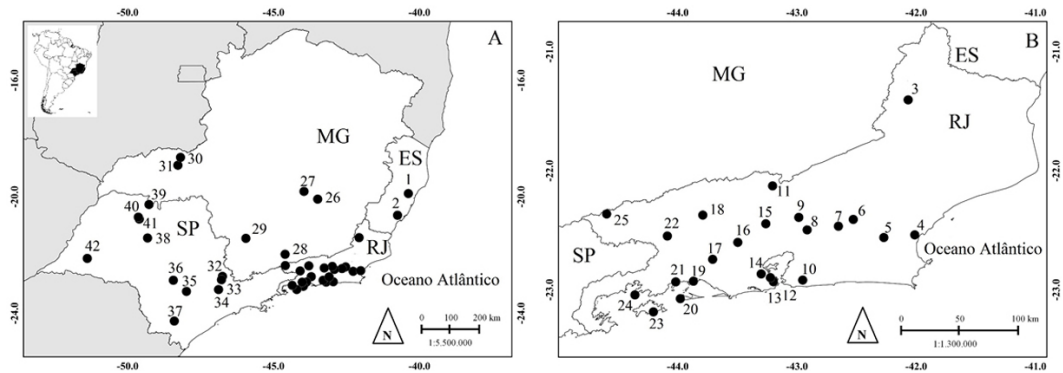 -50.0 -45.0 -40.0
A
-16.0 -16.0
MG
ES
30
31
27
26
1
2
-20.0 -20.0
39
40
41
SP
38
29
42
28
RJ
36
35
32
33
34
37
Oceano Atlântico
-24.0 -24.0
N
0 100 200 km
1:5.500.000
-50.0 -45.0 -40.0
-44.0 -43.0 -42.0
B
-21.0 -21.0
MG
ES
3
RJ
-22.0 -22.0
11
25
18
9
15
8
7
6
22
16
5
4
SP
17
Oceano Atlântico
14
21
19
10
12
13
-23.0 -23.0
24
20
23
N
0 50 100 km
1:1.300.000
-44.0 -43.0 -42.0 -41.0